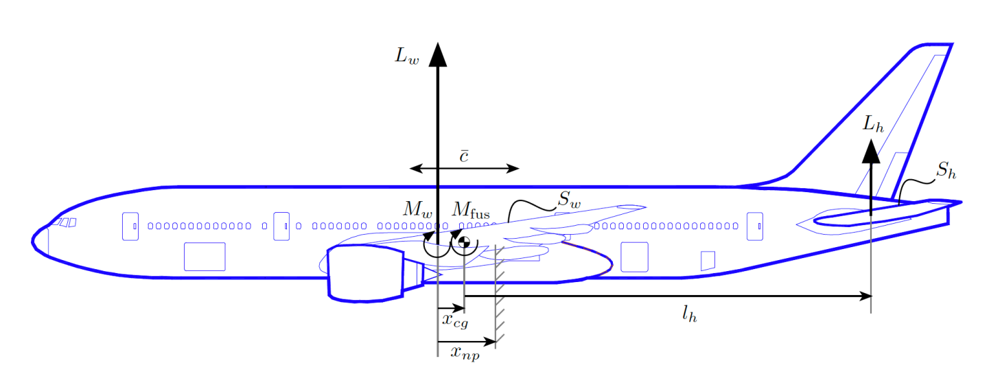 L_w
L_h
c̄
S_h
S_w
M_w
M_fus
l_h
x_cg
x_np